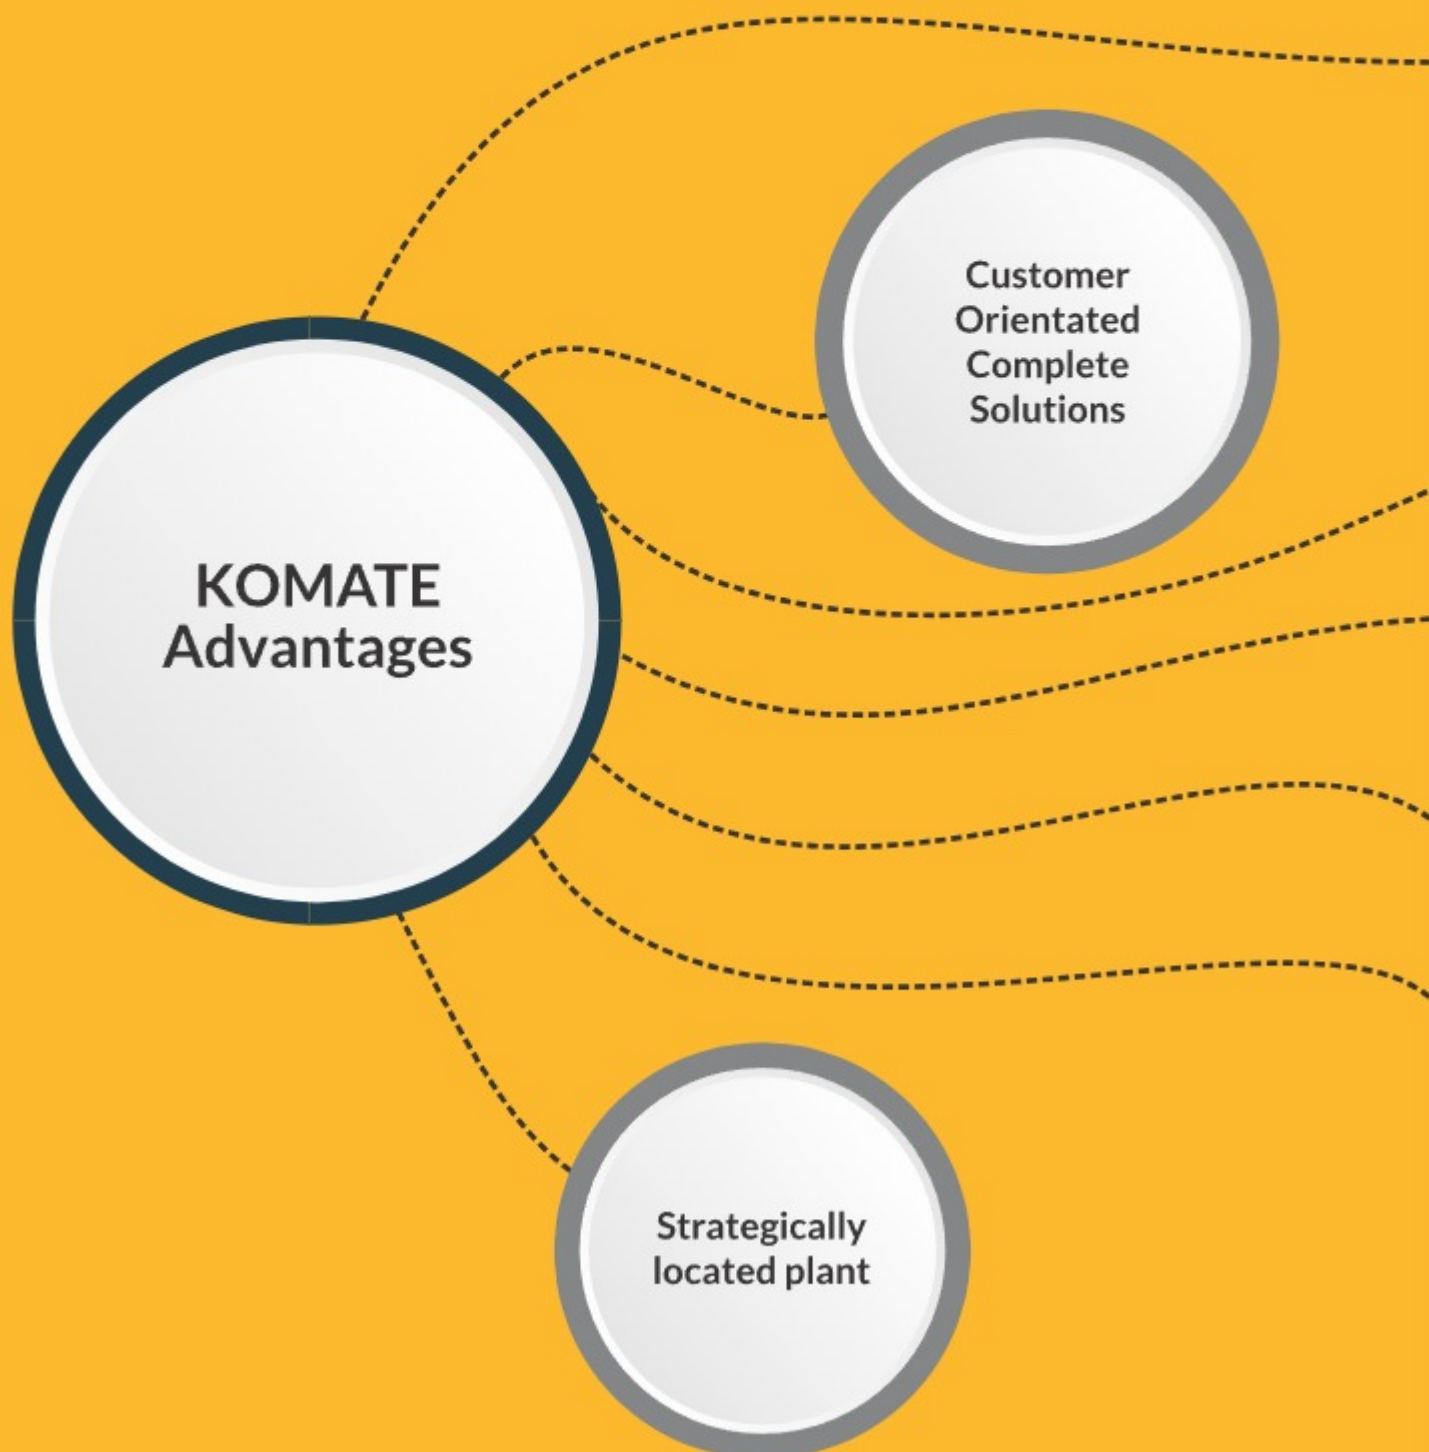 Customer
Orientated
Complete
Solutions
KOMATE
Advantages
Strategically
located plant